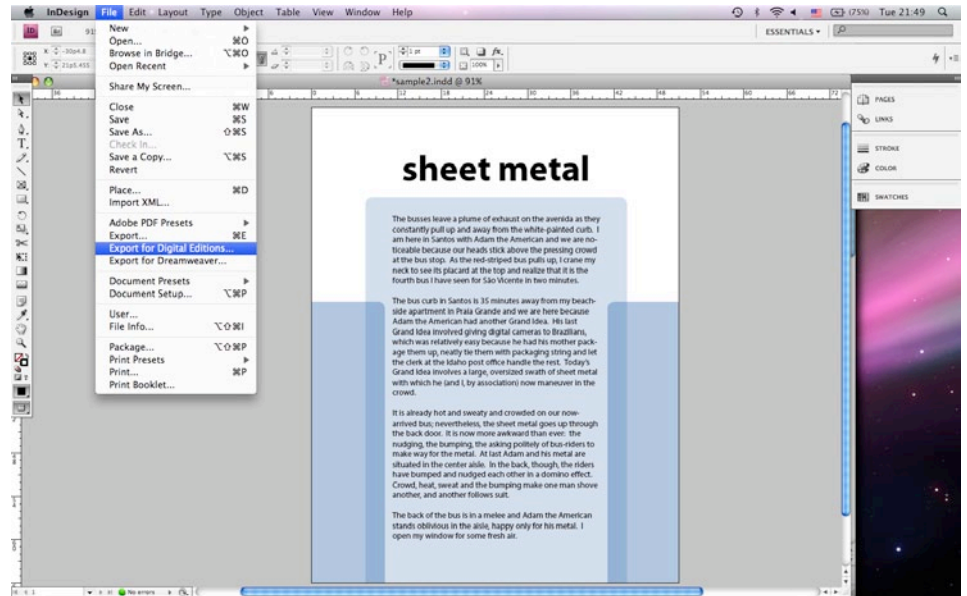 InDesign File Edit Layout Type Object Table View Window Help (75%) Tue 21:49
ESSENTIALS
1 pt
100%
*sample2.indd @ 91%
New
Open... ⌘O
Browse in Bridge... ⌥⌘O
Open Recent
Share My Screen...
Close ⌘W
Save ⌘S
Save As... ⇧⌘S
Check In...
Save a Copy... ⌥⌘S
Revert
Place... ⌘D
Import XML...
Adobe PDF Presets
Export... ⌘E
Export for Digital Editions...
Export for Dreamweaver...
Document Presets
Document Setup... ⌥⌘P
User...
File Info... ⌥⇧⌘I
Package... ⌥⇧⌘P
Print Presets
Print... ⌘P
Print Booklet...
sheet metal
The busses leave a plume of exhaust on the avenida as they
constantly pull up and away from the white-painted curb. I
am here in Santos with Adam the American and we are no-
ticeable because our heads stick above the pressing crowd
at the bus stop. As the red-striped bus pulls up, I crane my
neck to see its placard at the top and realize that it is the
fourth bus I have seen for São Vicente in two minutes.
The bus curb in Santos is 35 minutes away from my beach-
side apartment in Praia Grande and we are here because
Adam the American had another Grand Idea. His last
Grand Idea involved giving digital cameras to Brazilians,
which was relatively easy because he had his mother pack-
age them up, neatly tie them with packaging string and let
the clerk at the Idaho post office handle the rest. Today's
Grand Idea involves a large, oversized swath of sheet metal
with which he (and I, by association) now maneuver in the
crowd.
It is already hot and sweaty and crowded on our now-
arrived bus; nevertheless, the sheet metal goes up through
the back door. It is now more awkward than ever: the
nudging, the bumping, the asking politely of bus-riders to
make way for the metal. At last Adam and his metal are
situated in the center aisle. In the back, though, the riders
have bumped and nudged each other in a domino effect.
Crowd, heat, sweat and the bumping make one man shove
another, and another follows suit.
The back of the bus is in a melee and Adam the American
stands oblivious in the aisle, happy only for his metal. I
open my window for some fresh air.
PAGES
LINKS
STROKE
COLOR
SWATCHES
No errors